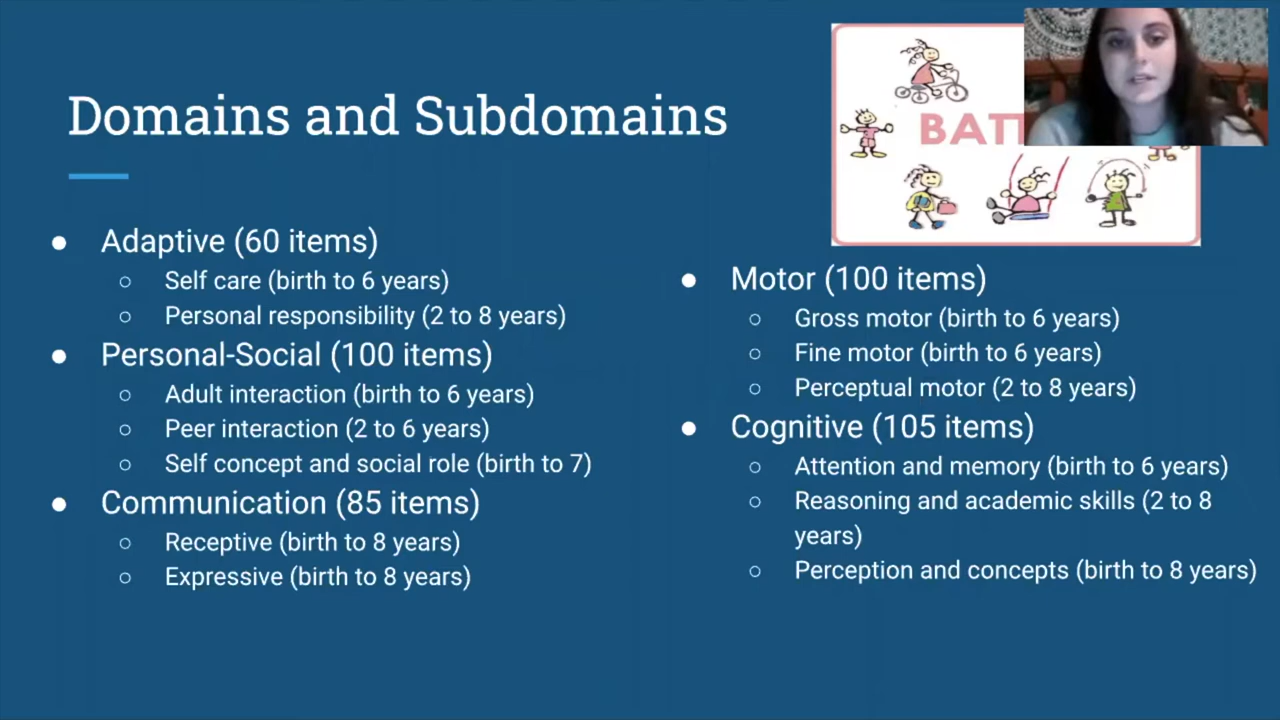 Domains and Subdomains
● Adaptive (60 items)
○ Self care (birth to 6 years)
○ Personal responsibility (2 to 8 years)
● Personal-Social (100 items)
○ Adult interaction (birth to 6 years)
○ Peer interaction (2 to 6 years)
○ Self concept and social role (birth to 7)
● Communication (85 items)
○ Receptive (birth to 8 years)
○ Expressive (birth to 8 years)
● Motor (100 items)
○ Gross motor (birth to 6 years)
○ Fine motor (birth to 6 years)
○ Perceptual motor (2 to 8 years)
● Cognitive (105 items)
○ Attention and memory (birth to 6 years)
○ Reasoning and academic skills (2 to 8
years)
○ Perception and concepts (birth to 8 years)